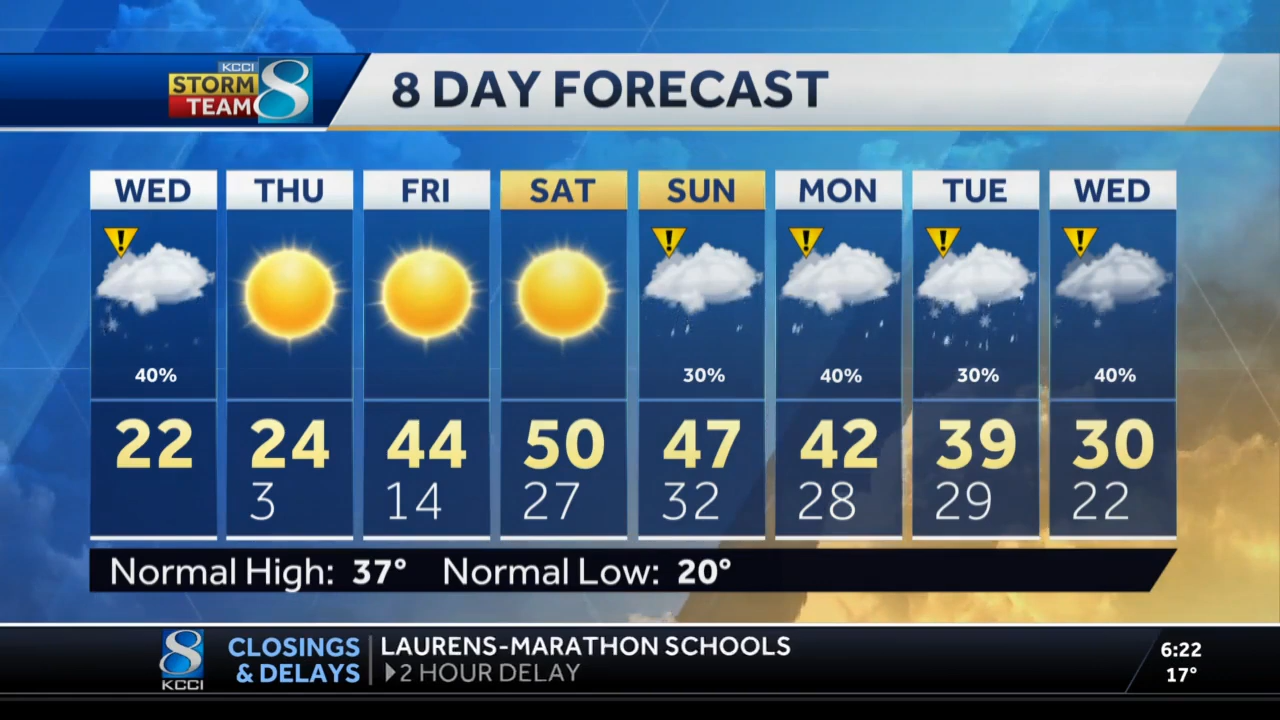 KCCI
STORM
TEAM 8
8 DAY FORECAST
WED THU FRI SAT SUN MON TUE WED
! ! ! ! !
40% 30% 40% 30% 40%
22 24 44 50 47 42 39 30
3 14 27 32 28 29 22
Normal High: 37° Normal Low: 20°
8
KCCI
CLOSINGS
& DELAYS
LAURENS-MARATHON SCHOOLS
2 HOUR DELAY
6:22
17°